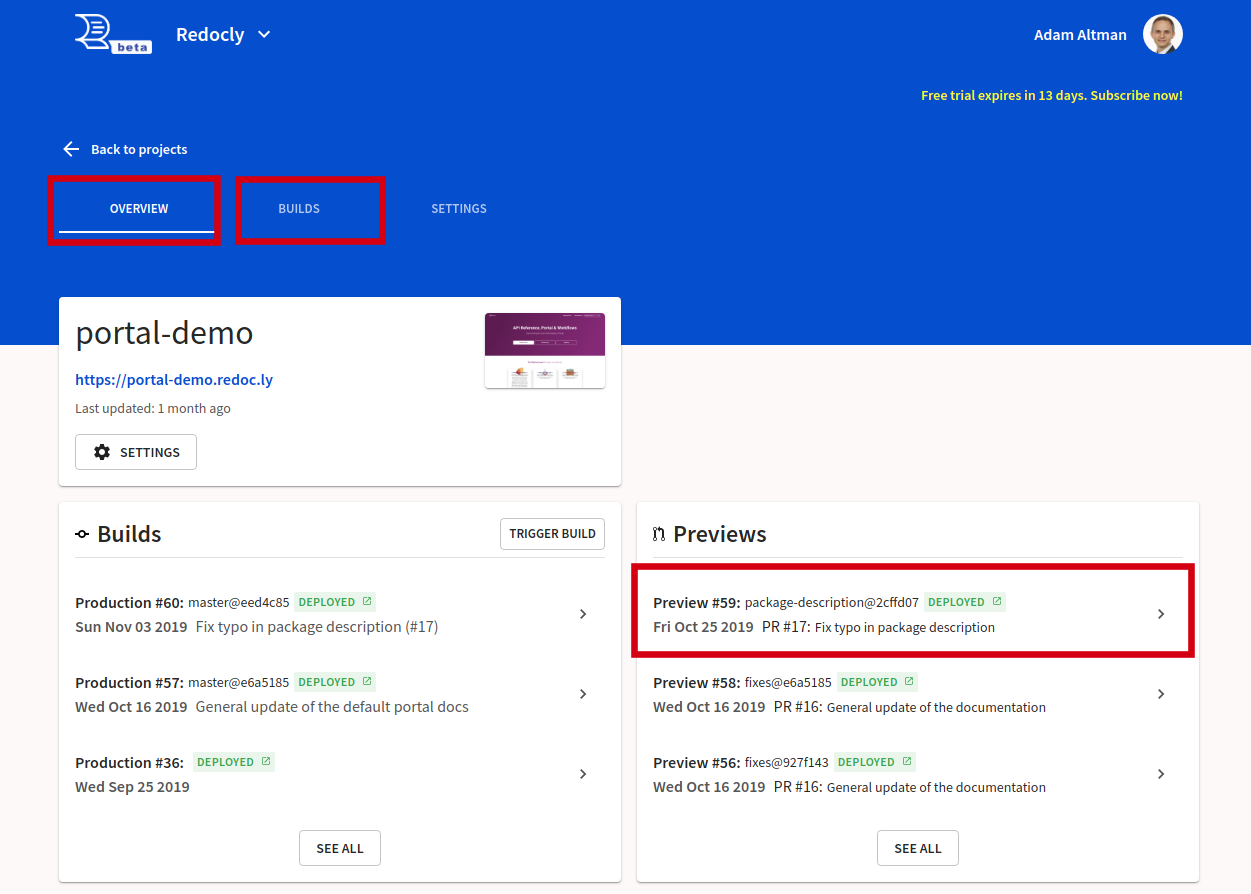 beta
Redocly
Adam Altman
Free trial expires in 13 days. Subscribe now!
Back to projects
OVERVIEW
BUILDS
SETTINGS
portal-demo
API Reference, Portal & Workflows
https://portal-demo.redoc.ly
Last updated: 1 month ago
SETTINGS
Builds
TRIGGER BUILD
Production #60: master@eed4c85 DEPLOYED
Sun Nov 03 2019 Fix typo in package description (#17)
Production #57: master@e6a5185 DEPLOYED
Wed Oct 16 2019 General update of the default portal docs
Production #36: DEPLOYED
Wed Sep 25 2019
SEE ALL
Previews
Preview #59: package-description@2cffd07 DEPLOYED
Fri Oct 25 2019 PR #17: Fix typo in package description
Preview #58: fixes@e6a5185 DEPLOYED
Wed Oct 16 2019 PR #16: General update of the documentation
Preview #56: fixes@927f143 DEPLOYED
Wed Oct 16 2019 PR #16: General update of the documentation
SEE ALL